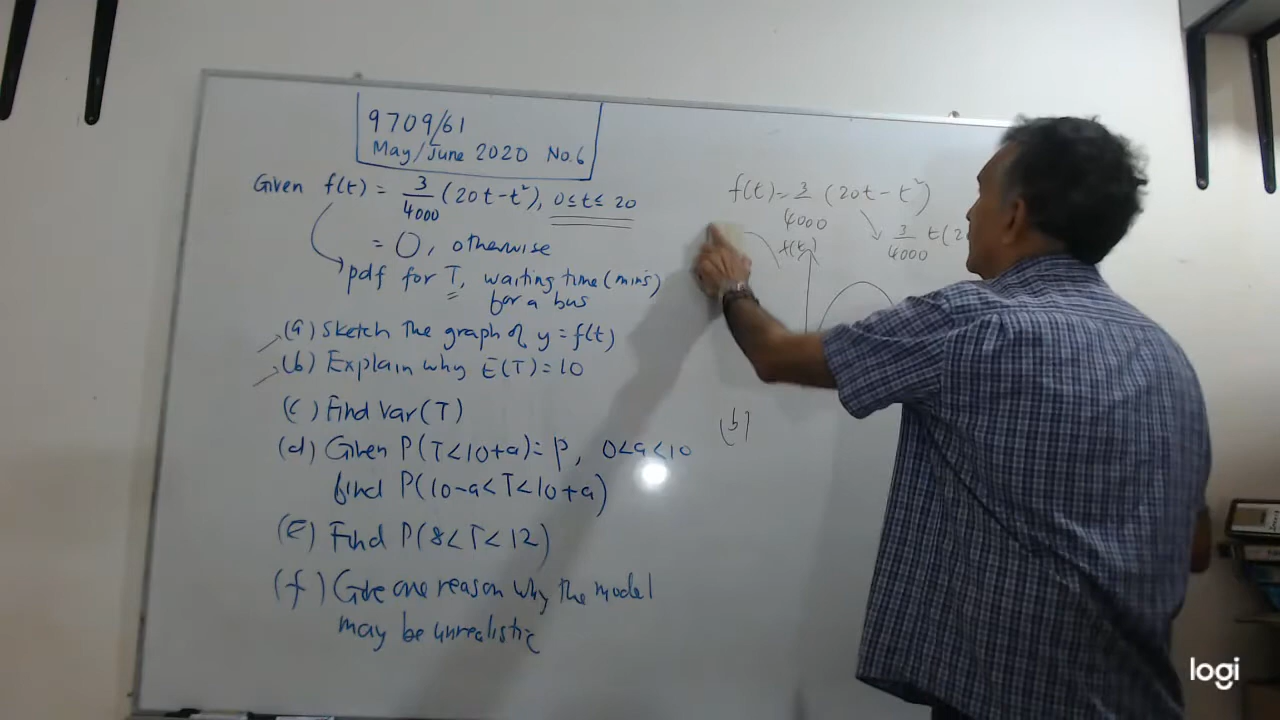 9709/61
May/June 2020 No.6
Given f(t) = 3/4000 (20t-t²), 0≤t≤ 20
= 0, otherwise
pdf for T, waiting time (mins)
for a bus
(a) Sketch the graph of y = f(t)
(b) Explain why E(T)=10
(c) Find Var(T)
(d) Given P(T<10+a)= p, 0<a<10
find P(10-a<T<10+a)
(e) Find P(8<T<12)
(f) Give one reason why the model
may be unrealistic
f(t) = 3/4000 (20t - t²)
3/4000 t(2
f(t)
(b)
logi